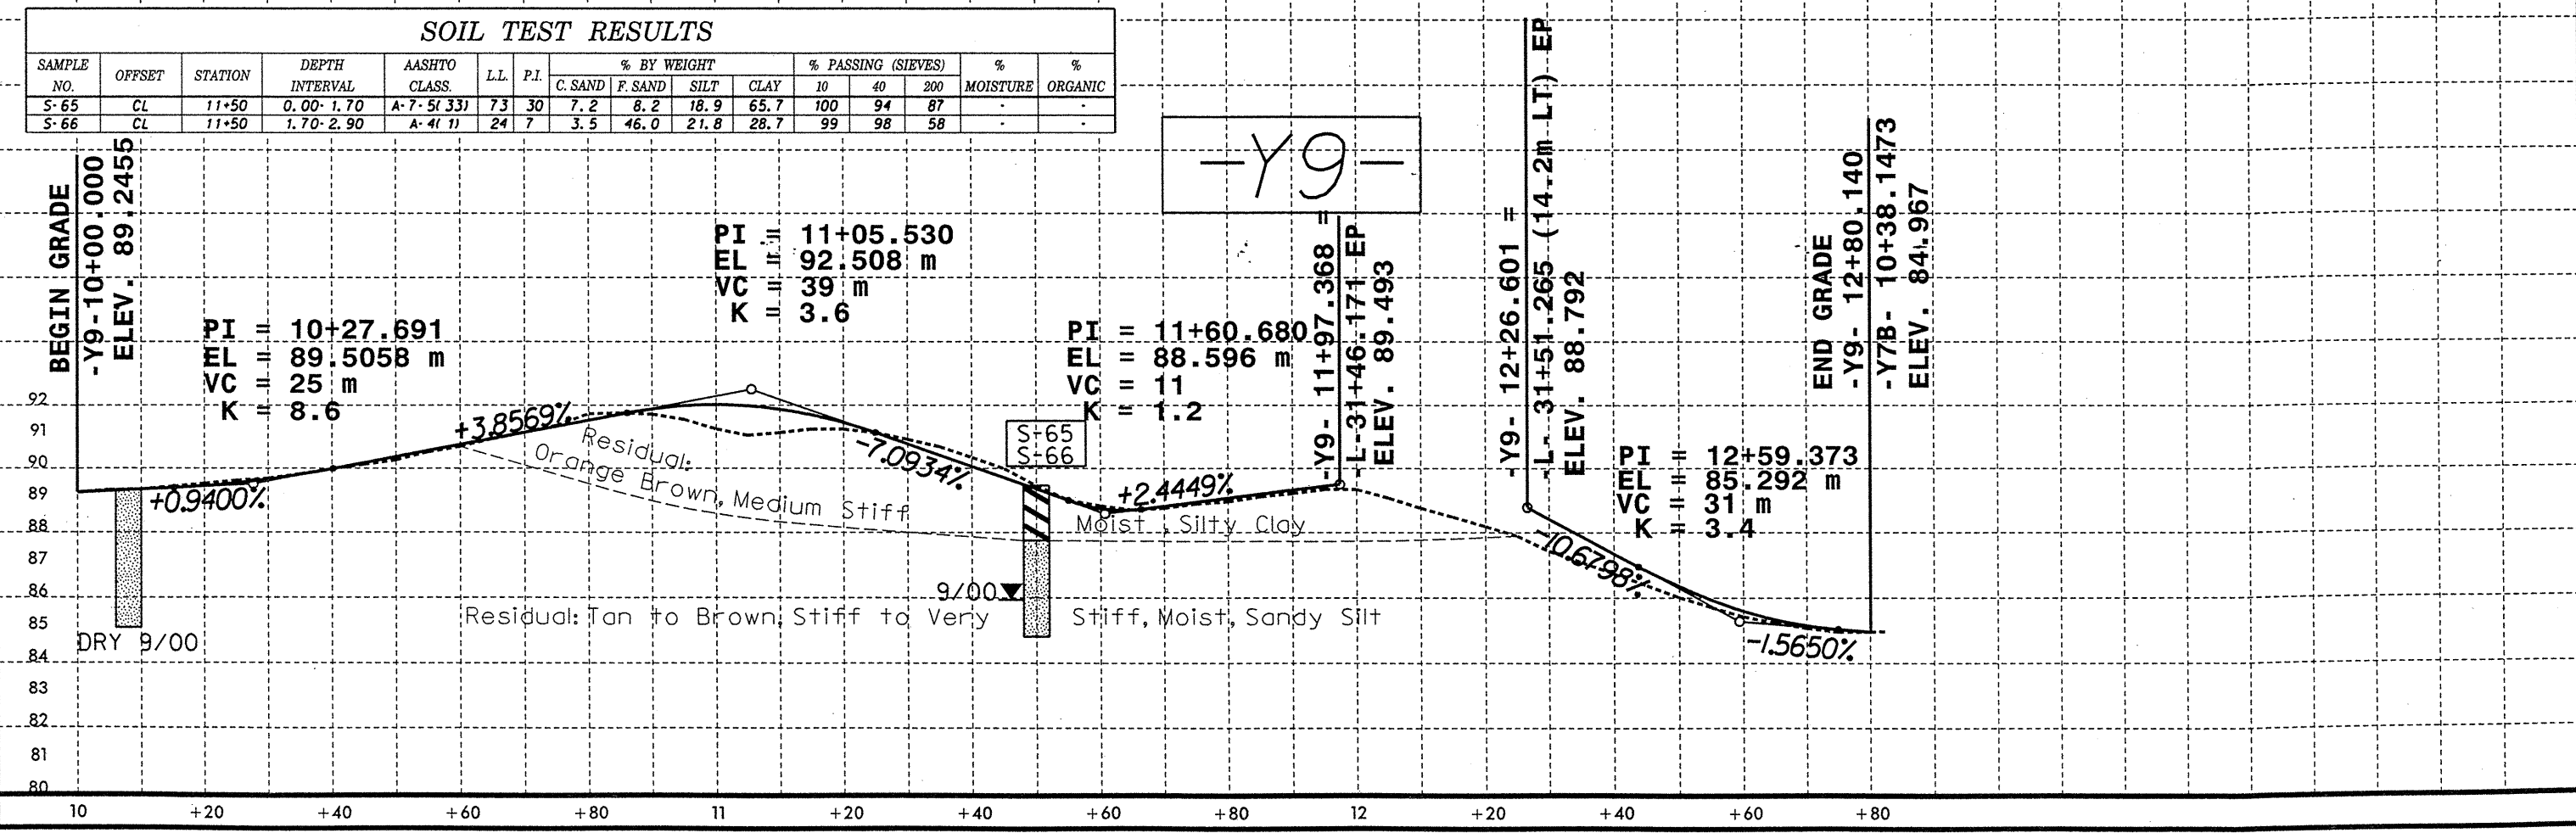 SOIL TEST RESULTS
SAMPLE NO. OFFSET STATION DEPTH INTERVAL AASHTO CLASS. L.L. P.I. % BY WEIGHT % PASSING (SIEVES) % MOISTURE % ORGANIC
C. SAND F. SAND SILT CLAY 10 40 200
S-65 CL 11+50 0.00-1.70 A-7-5(33) 73 30 7.2 8.2 18.9 65.7 100 94 87 - -
S-66 CL 11+50 1.70-2.90 A-4(1) 24 7 3.5 46.0 21.8 28.7 99 98 58 - -
-Y9-
BEGIN GRADE
-Y9-10+00.000
ELEV. 89.2455
PI = 10+27.691
EL = 89.5058 m
VC = 25 m
K = 8.6
PI = 11+05.530
EL = 92.508 m
VC = 39 m
K = 3.6
PI = 11+60.680
EL = 88.596 m
VC = 11
K = 1.2
-Y9- 11+97.368 =
-L-31+46.171 EP
ELEV. 89.493
-Y9- 12+26.601 =
-L- 31+51.265 (14.2m LT) EP
ELEV. 88.792
PI = 12+59.373
EL = 85.292 m
VC = 31 m
K = 3.4
END GRADE
-Y9- 12+80.140
-Y7B- 10+38.1473
ELEV. 84.967
+0.9400%
+3.8569%
-7.0934%
+2.4449%
-10.6798%
-1.5650%
S-65
S-66
Residual:
Orange Brown, Medium Stiff
Moist, Silty Clay
9/00
Residual: Tan to Brown, Stiff to Very Stiff, Moist, Sandy Silt
DRY 9/00
92
91
90
89
88
87
86
85
84
83
82
81
80
10 +20 +40 +60 +80 11 +20 +40 +60 +80 12 +20 +40 +60 +80